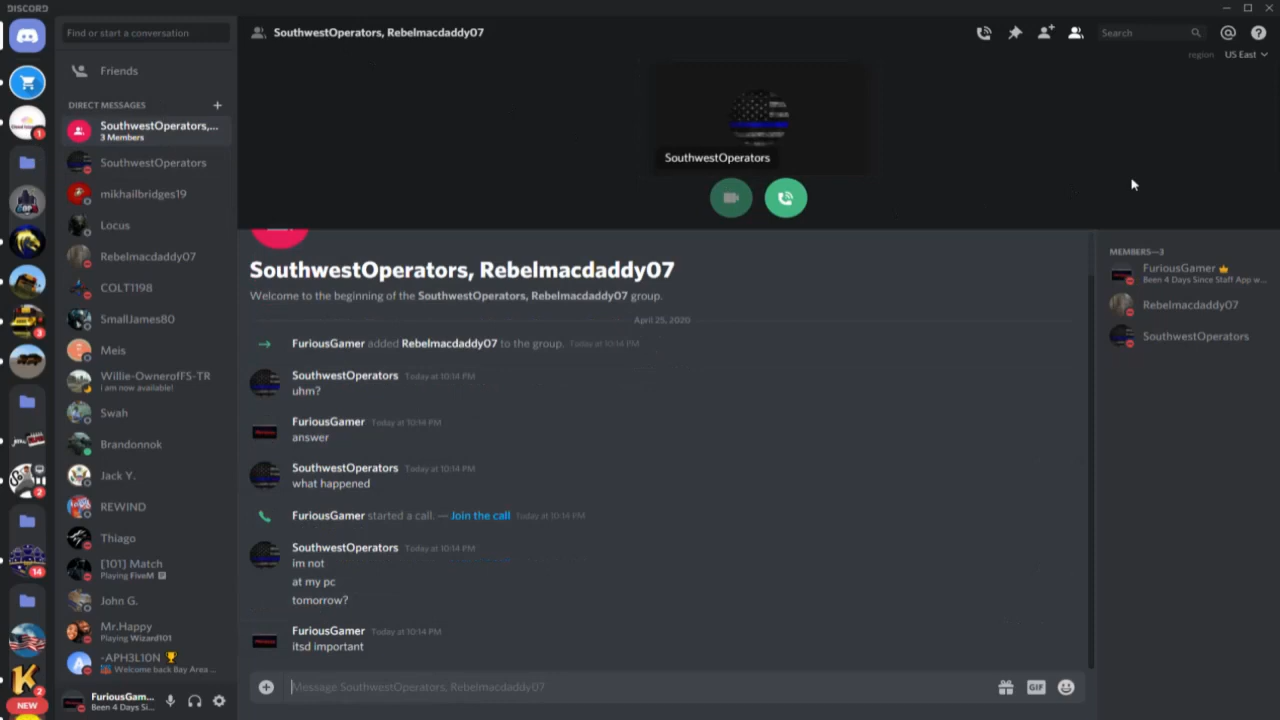 DISCORD
Find or start a conversation
Friends
DIRECT MESSAGES
SouthwestOperators,...
3 Members
SouthwestOperators
mikhailbridges19
Locus
Rebelmacdaddy07
COLT1198
SmallJames80
Meis
Willie-OwnerofFS-TR
i am now available!
Swah
Brandonnok
Jack Y.
REWIND
Thiago
[101] Match
Playing FiveM
John G.
Mr.Happy
Playing Wizard101
-APH3L10N
Welcome back Bay Area ...
FuriousGam...
Been 4 Days Si...
1
3
2
14
2
NEW
SouthwestOperators, Rebelmacdaddy07
Search
region US East
SouthwestOperators
SouthwestOperators, Rebelmacdaddy07
Welcome to the beginning of the SouthwestOperators, Rebelmacdaddy07 group.
April 25, 2020
FuriousGamer added Rebelmacdaddy07 to the group. Today at 10:14 PM
SouthwestOperators Today at 10:14 PM
uhm?
FuriousGamer Today at 10:14 PM
answer
SouthwestOperators Today at 10:14 PM
what happened
FuriousGamer started a call. — Join the call Today at 10:14 PM
SouthwestOperators Today at 10:14 PM
im not
at my pc
tomorrow?
FuriousGamer Today at 10:14 PM
itsd important
Message SouthwestOperators, Rebelmacdaddy07
GIF
MEMBERS—3
FuriousGamer
Been 4 Days Since Staff App w...
Rebelmacdaddy07
SouthwestOperators